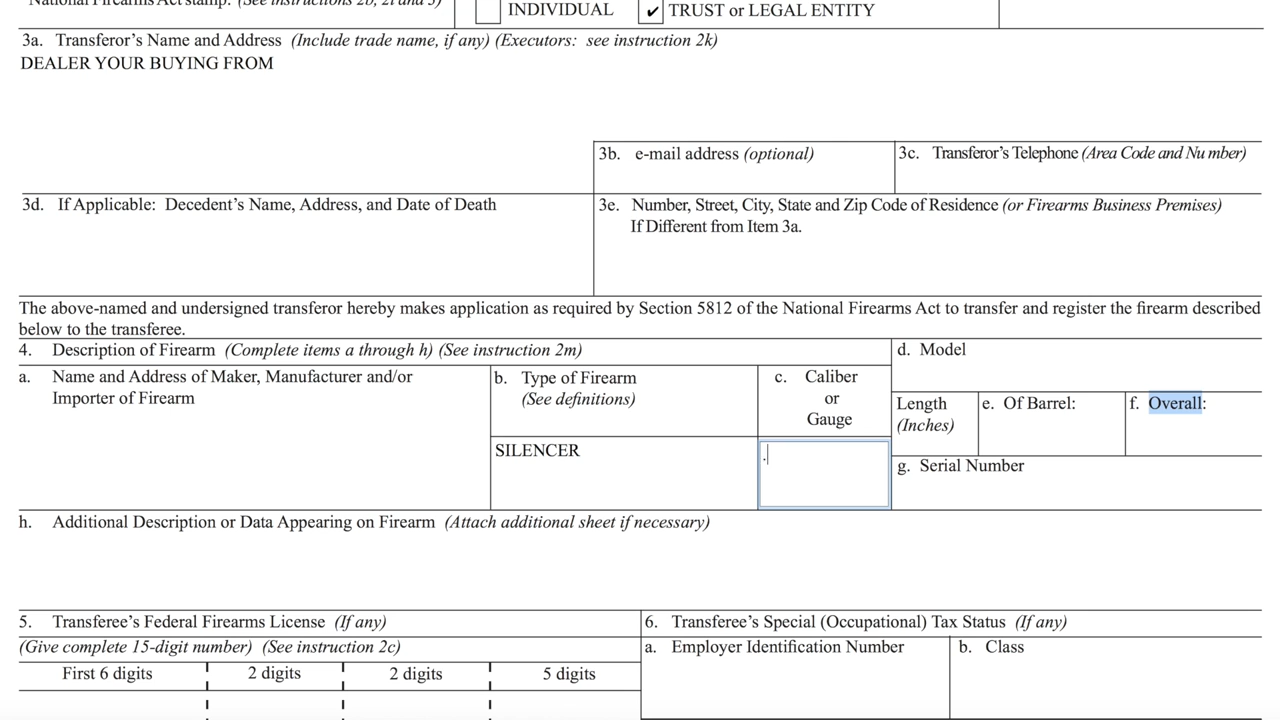 National Firearms Act stamp. (See instructions 2b, 2i and 3)
INDIVIDUAL ✔ TRUST or LEGAL ENTITY
3a. Transferor's Name and Address (Include trade name, if any) (Executors: see instruction 2k)
DEALER YOUR BUYING FROM
3b. e-mail address (optional)
3c. Transferor's Telephone (Area Code and Nu mber)
3d. If Applicable: Decedent's Name, Address, and Date of Death
3e. Number, Street, City, State and Zip Code of Residence (or Firearms Business Premises)
If Different from Item 3a.
The above-named and undersigned transferor hereby makes application as required by Section 5812 of the National Firearms Act to transfer and register the firearm described
below to the transferee.
4. Description of Firearm (Complete items a through h) (See instruction 2m)
d. Model
a. Name and Address of Maker, Manufacturer and/or
Importer of Firearm
b. Type of Firearm
(See definitions)
c. Caliber
or
Gauge
Length
(Inches)
e. Of Barrel:
f. Overall:
SILENCER
.
g. Serial Number
h. Additional Description or Data Appearing on Firearm (Attach additional sheet if necessary)
5. Transferee's Federal Firearms License (If any)
(Give complete 15-digit number) (See instruction 2c)
First 6 digits
2 digits
2 digits
5 digits
6. Transferee's Special (Occupational) Tax Status (If any)
a. Employer Identification Number
b. Class